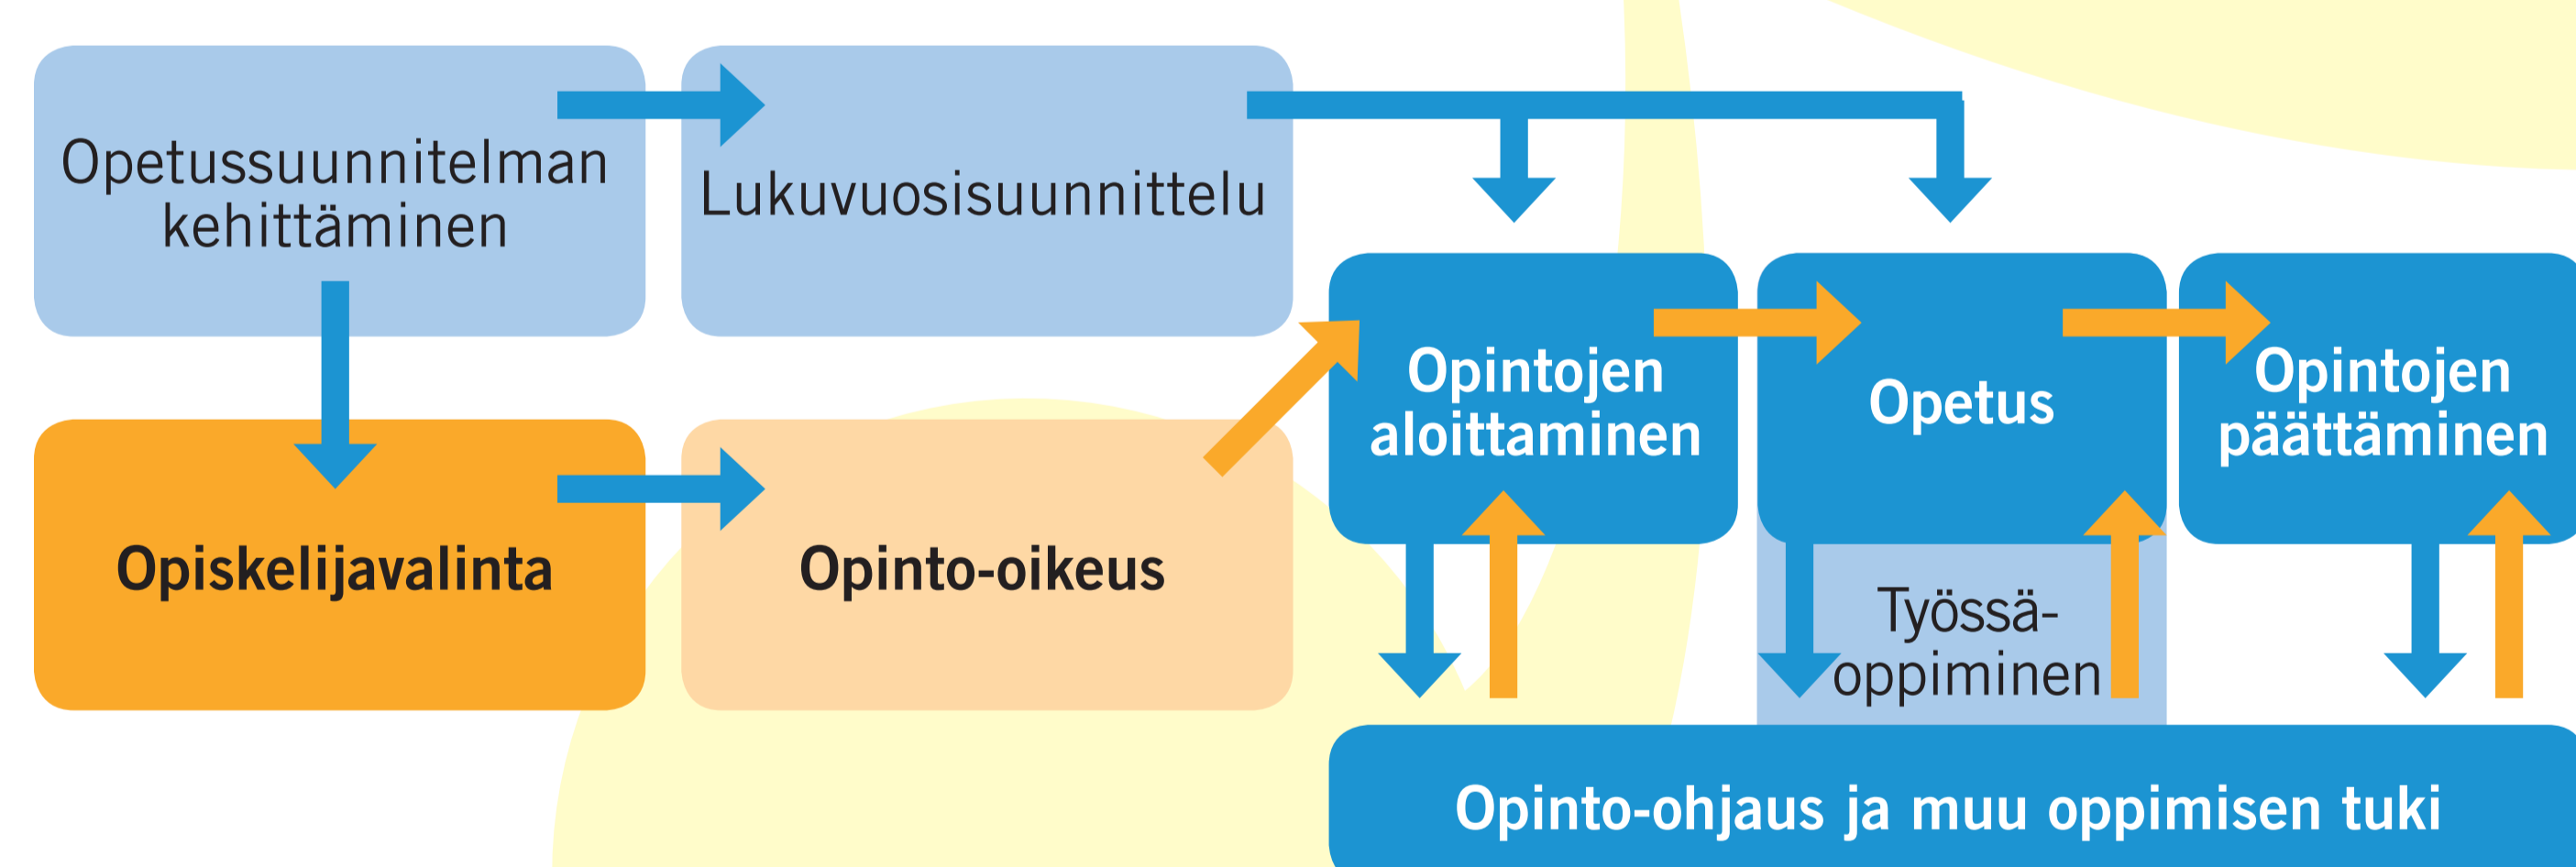 Opetussuunnitelman
kehittäminen
Lukuvuosisuunnittelu
Opiskelijavalinta
Opinto-oikeus
Opintojen
aloittaminen
Opetus
Opintojen
päättäminen
Työssä-
oppiminen
Opinto-ohjaus ja muu oppimisen tuki